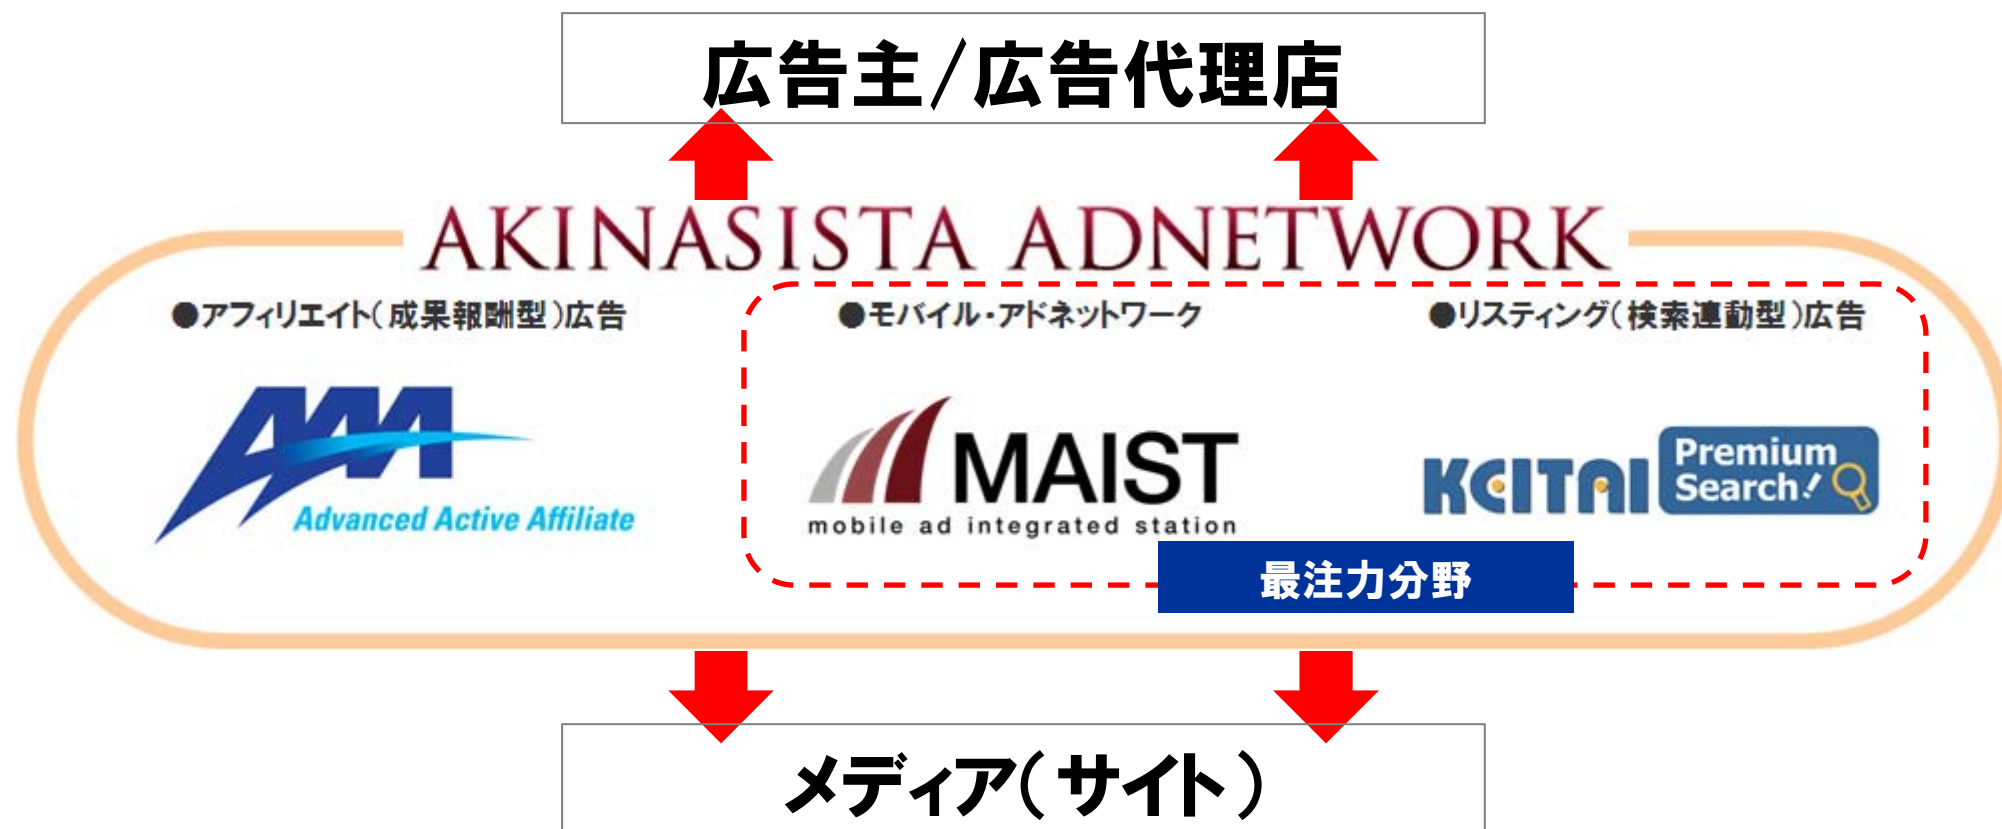 広告主/広告代理店
AKINASISTA ADNETWORK
●アフィリエイト(成果報酬型)広告
●モバイル・アドネットワーク
●リスティング(検索連動型)広告
AAA
Advanced Active Affiliate
MAIST
mobile ad integrated station
KEITAI
Premium
Search!
最注力分野
メディア(サイト)